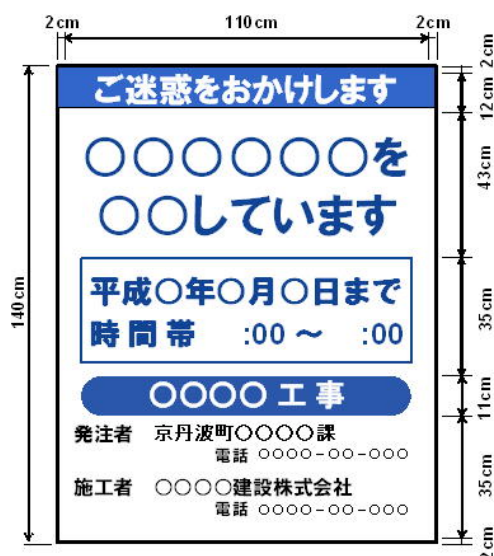 2cm 110cm 2cm
2cm
ご迷惑をおかけします
12cm
○○○○○○を
43cm
○○しています
140cm
平成○年○月○日まで
35cm
時間帯 :00～ :00
○○○○工事
11cm
発注者 京丹波町○○○○課
電話 ○○○○-○○-○○○
35cm
施工者 ○○○○建設株式会社
電話 ○○○○-○○-○○○
2cm